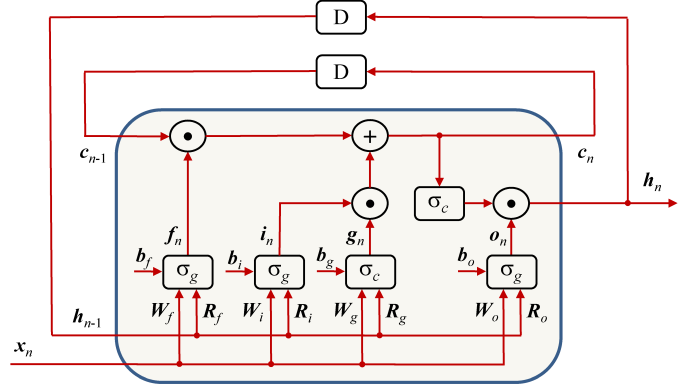 D
D
c_{n-1} • + c_n
σ_c • h_n
f_n i_n g_n o_n
b_f σ_g b_i σ_g b_g σ_c b_o σ_g
W_f R_f W_i R_i W_g R_g W_o R_o
h_{n-1}
x_n